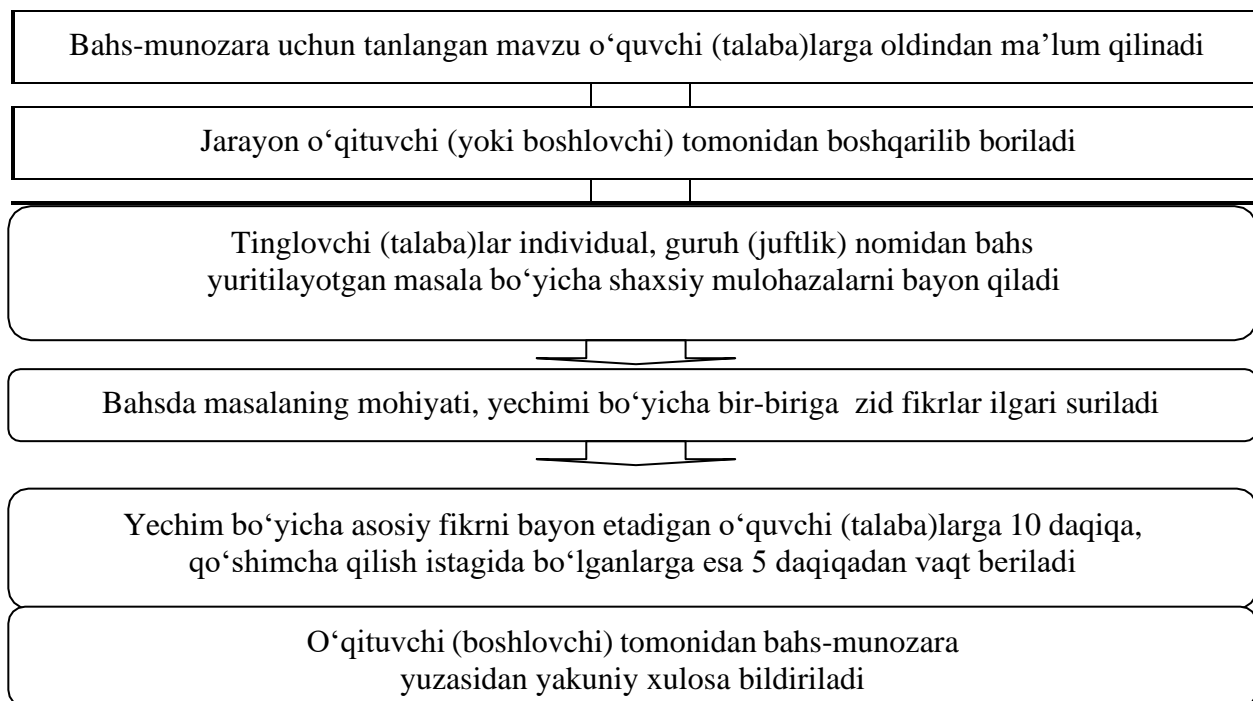 Bahs-munozara uchun tanlangan mavzu o‘quvchi (talaba)larga oldindan ma’lum qilinadi
Jarayon o‘qituvchi (yoki boshlovchi) tomonidan boshqarilib boriladi
Tinglovchi (talaba)lar individual, guruh (juftlik) nomidan bahs
yuritilayotgan masala bo‘yicha shaxsiy mulohazalarni bayon qiladi
Bahsda masalaning mohiyati, yechimi bo‘yicha bir-biriga zid fikrlar ilgari suriladi
Yechim bo‘yicha asosiy fikrni bayon etadigan o‘quvchi (talaba)larga 10 daqiqa,
qo‘shimcha qilish istagida bo‘lganlarga esa 5 daqiqadan vaqt beriladi
O‘qituvchi (boshlovchi) tomonidan bahs-munozara
yuzasidan yakuniy xulosa bildiriladi